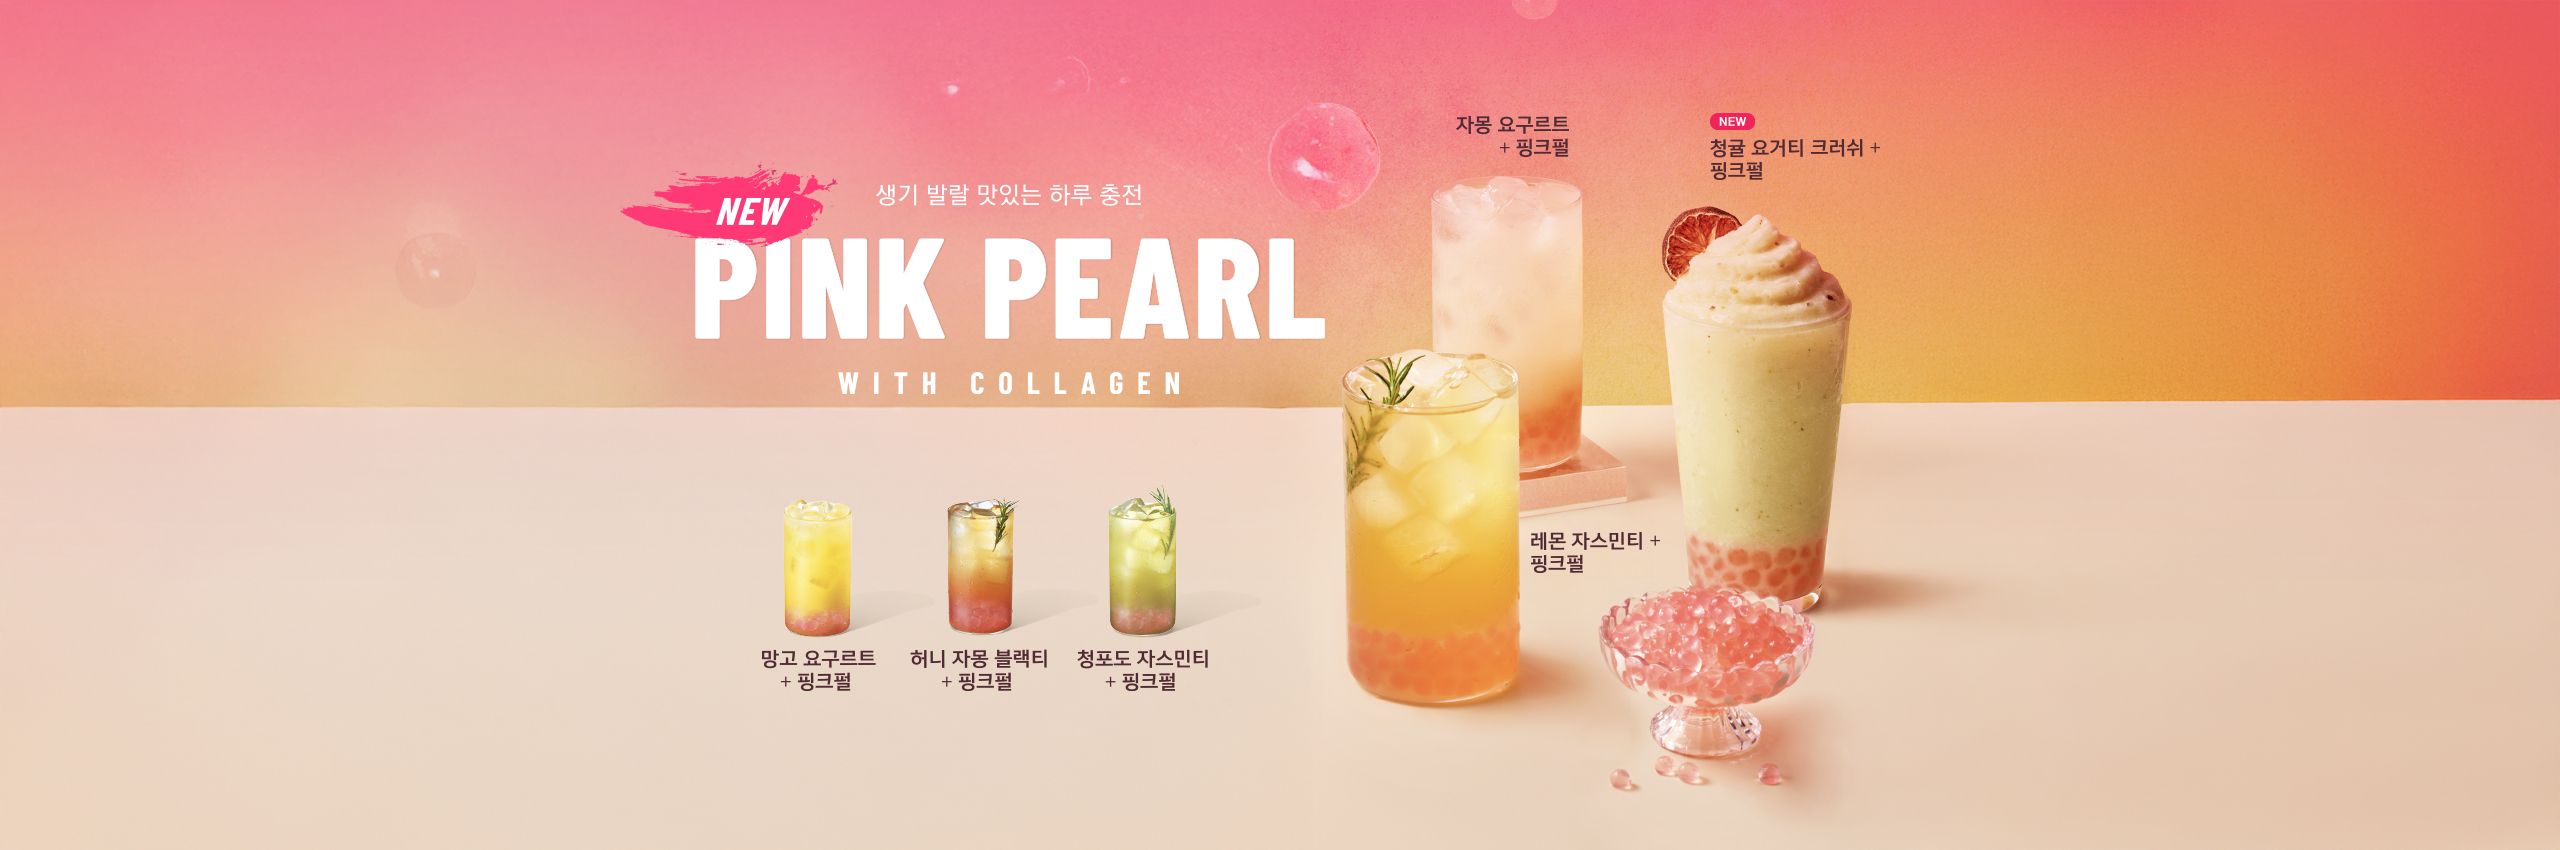 NEW
생기 발랄 맛있는 하루 충전
PINK PEARL
WITH COLLAGEN
자몽 요구르트
+ 핑크펄
NEW
청귤 요거티 크러쉬 +
핑크펄
레몬 자스민티 +
핑크펄
망고 요구르트
+ 핑크펄
허니 자몽 블랙티
+ 핑크펄
청포도 자스민티
+ 핑크펄